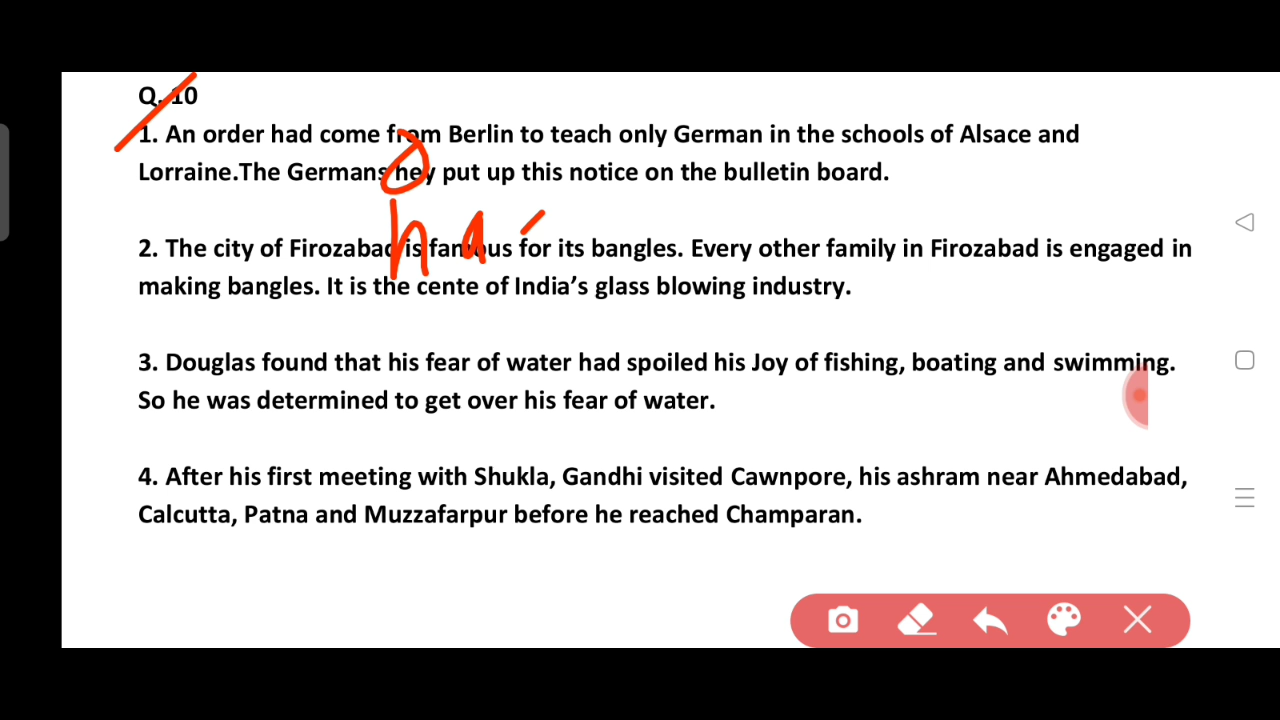 Q. 10
1. An order had come from Berlin to teach only German in the schools of Alsace and
Lorraine.The Germans hey put up this notice on the bulletin board.
2. The city of Firozabad is famous for its bangles. Every other family in Firozabad is engaged in
making bangles. It is the cente of India's glass blowing industry.
3. Douglas found that his fear of water had spoiled his Joy of fishing, boating and swimming.
So he was determined to get over his fear of water.
4. After his first meeting with Shukla, Gandhi visited Cawnpore, his ashram near Ahmedabad,
Calcutta, Patna and Muzzafarpur before he reached Champaran.